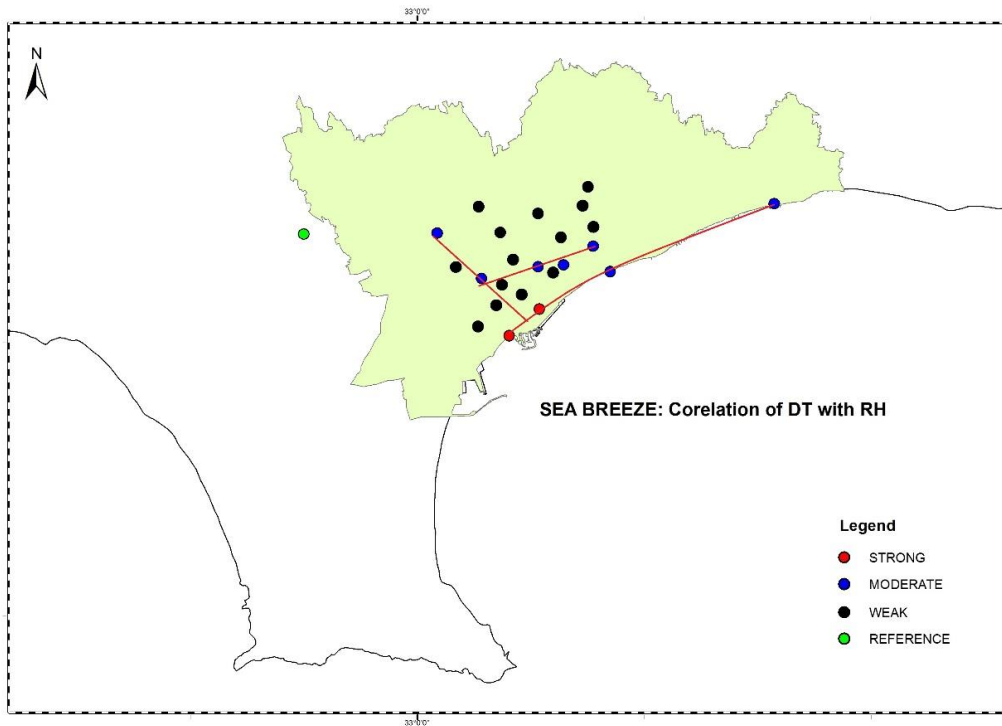 33°0'0"
N
SEA BREEZE: Corelation of DT with RH
Legend
STRONG
MODERATE
WEAK
REFERENCE
33°0'0"